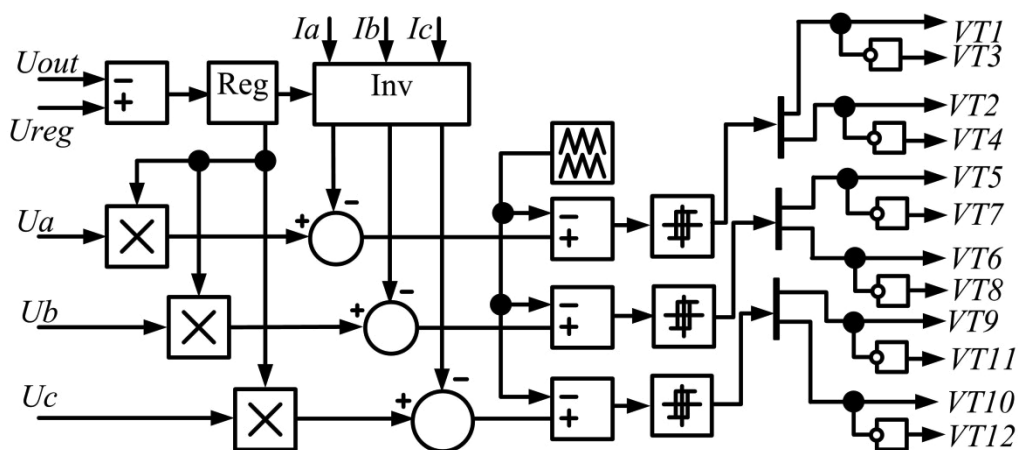 Ia Ib Ic
VT1
Uout
VT3
Reg
Inv
VT2
Ureg
VT4
VT5
Ua
VT7
VT6
VT8
Ub
VT9
VT11
Uc
VT10
VT12